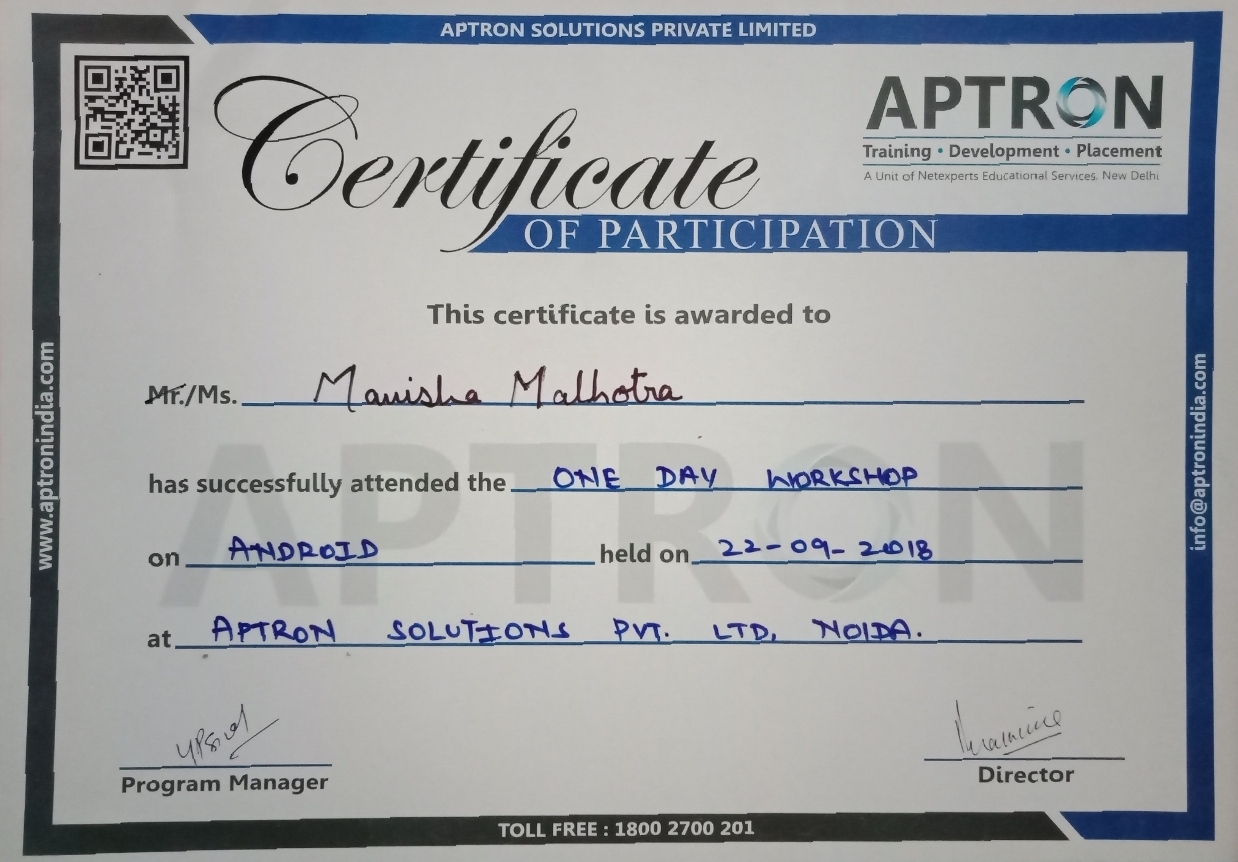 APTRON SOLUTIONS PRIVATE LIMITED
APTRON
Training • Development • Placement
A Unit of Netexperts Educational Services, New Delhi
Certificate
OF PARTICIPATION
This certificate is awarded to
Mr./Ms. Manisha Malhotra
has successfully attended the ONE DAY WORKSHOP
on ANDROID held on 22-09-2018
at APTRON SOLUTIONS PVT. LTD, NOIDA.
Program Manager
Director
TOLL FREE : 1800 2700 201
www.aptronindia.com
info@aptronindia.com
APTRON